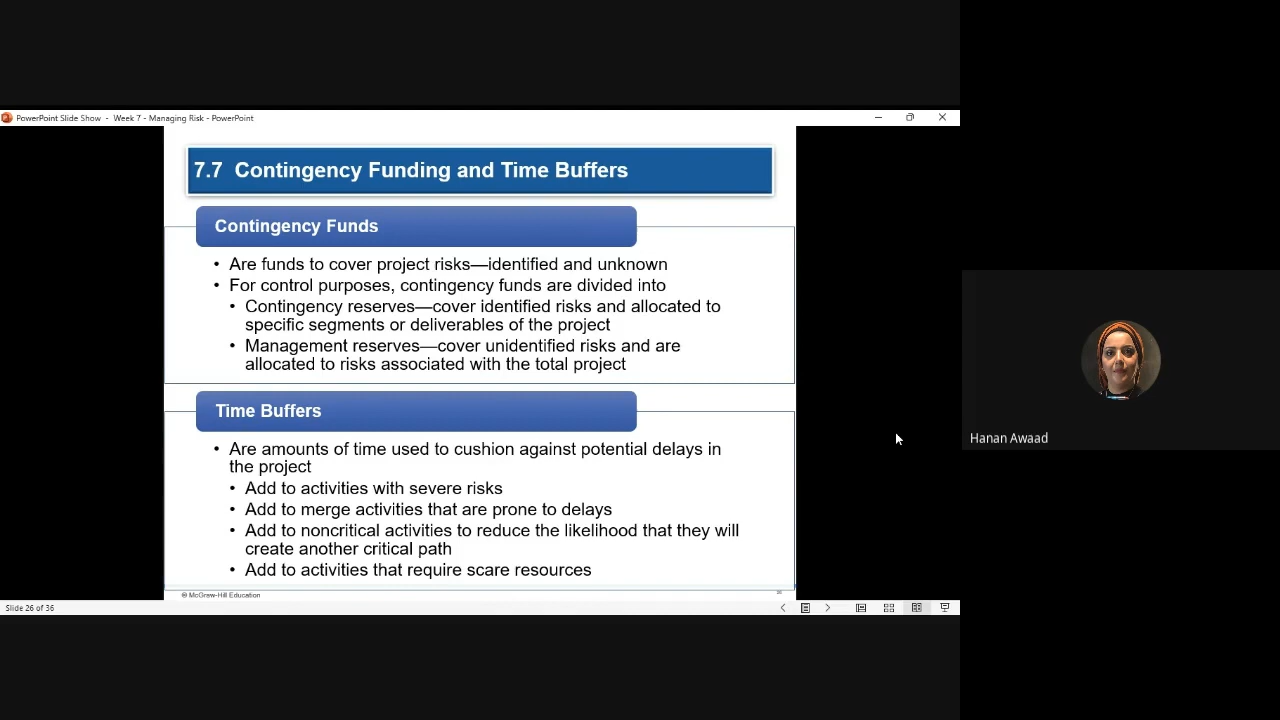 PowerPoint Slide Show - Week 7 - Managing Risk - PowerPoint
7.7 Contingency Funding and Time Buffers
Contingency Funds
• Are funds to cover project risks—identified and unknown
• For control purposes, contingency funds are divided into
• Contingency reserves—cover identified risks and allocated to
specific segments or deliverables of the project
• Management reserves—cover unidentified risks and are
allocated to risks associated with the total project
Time Buffers
• Are amounts of time used to cushion against potential delays in
the project
• Add to activities with severe risks
• Add to merge activities that are prone to delays
• Add to noncritical activities to reduce the likelihood that they will
create another critical path
• Add to activities that require scare resources
© McGraw-Hill Education
Slide 26 of 36
Hanan Awaad